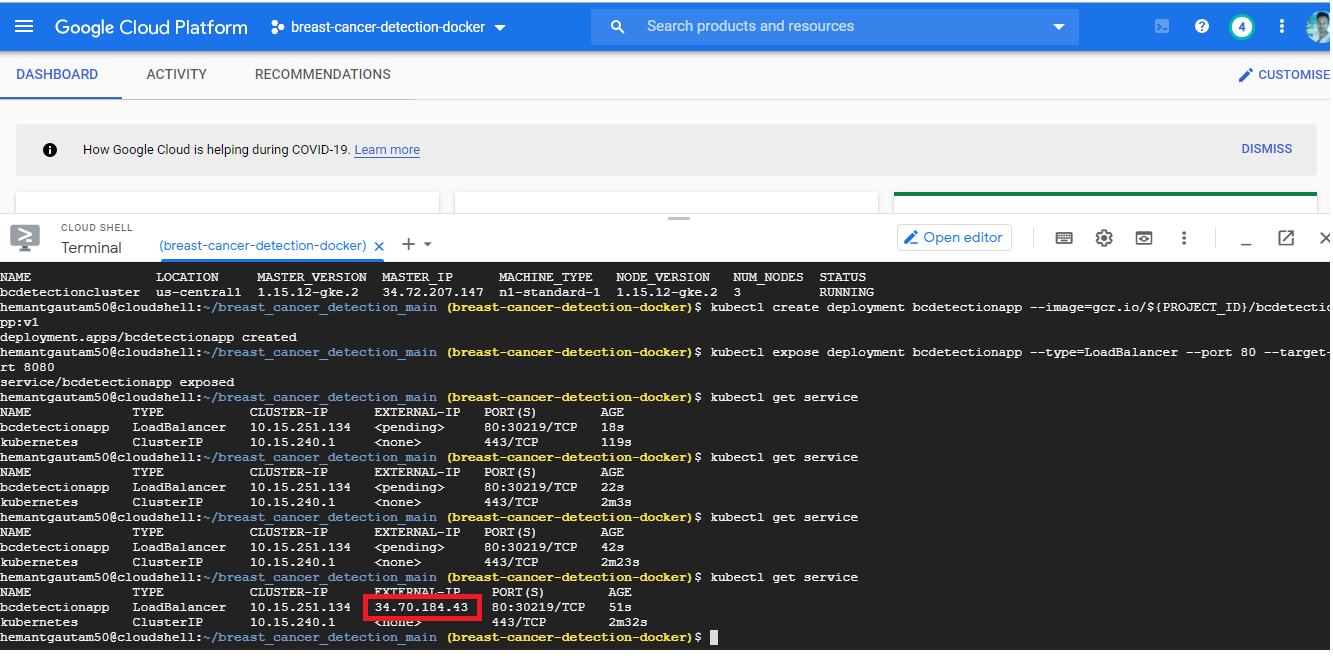 Google Cloud Platform breast-cancer-detection-docker Search products and resources 4
DASHBOARD ACTIVITY RECOMMENDATIONS CUSTOMISE
How Google Cloud is helping during COVID-19. Learn more DISMISS
CLOUD SHELL
Terminal (breast-cancer-detection-docker) Open editor
NAME LOCATION MASTER_VERSION MASTER_IP MACHINE_TYPE NODE_VERSION NUM_NODES STATUS
bcdetectioncluster us-central1 1.15.12-gke.2 34.72.207.147 n1-standard-1 1.15.12-gke.2 3 RUNNING
hemantgautam50@cloudshell:~/breast_cancer_detection_main (breast-cancer-detection-docker)$ kubectl create deployment bcdetectionapp --image=gcr.io/${PROJECT_ID}/bcdetectio
pp:v1
deployment.apps/bcdetectionapp created
hemantgautam50@cloudshell:~/breast_cancer_detection_main (breast-cancer-detection-docker)$ kubectl expose deployment bcdetectionapp --type=LoadBalancer --port 80 --target-
rt 8080
service/bcdetectionapp exposed
hemantgautam50@cloudshell:~/breast_cancer_detection_main (breast-cancer-detection-docker)$ kubectl get service
NAME TYPE CLUSTER-IP EXTERNAL-IP PORT(S) AGE
bcdetectionapp LoadBalancer 10.15.251.134 <pending> 80:30219/TCP 18s
kubernetes ClusterIP 10.15.240.1 <none> 443/TCP 119s
hemantgautam50@cloudshell:~/breast_cancer_detection_main (breast-cancer-detection-docker)$ kubectl get service
NAME TYPE CLUSTER-IP EXTERNAL-IP PORT(S) AGE
bcdetectionapp LoadBalancer 10.15.251.134 <pending> 80:30219/TCP 22s
kubernetes ClusterIP 10.15.240.1 <none> 443/TCP 2m3s
hemantgautam50@cloudshell:~/breast_cancer_detection_main (breast-cancer-detection-docker)$ kubectl get service
NAME TYPE CLUSTER-IP EXTERNAL-IP PORT(S) AGE
bcdetectionapp LoadBalancer 10.15.251.134 <pending> 80:30219/TCP 42s
kubernetes ClusterIP 10.15.240.1 <none> 443/TCP 2m23s
hemantgautam50@cloudshell:~/breast_cancer_detection_main (breast-cancer-detection-docker)$ kubectl get service
NAME TYPE CLUSTER-IP EXTERNAL-IP PORT(S) AGE
bcdetectionapp LoadBalancer 10.15.251.134 34.70.184.43 80:30219/TCP 51s
kubernetes ClusterIP 10.15.240.1 <none> 443/TCP 2m32s
hemantgautam50@cloudshell:~/breast_cancer_detection_main (breast-cancer-detection-docker)$